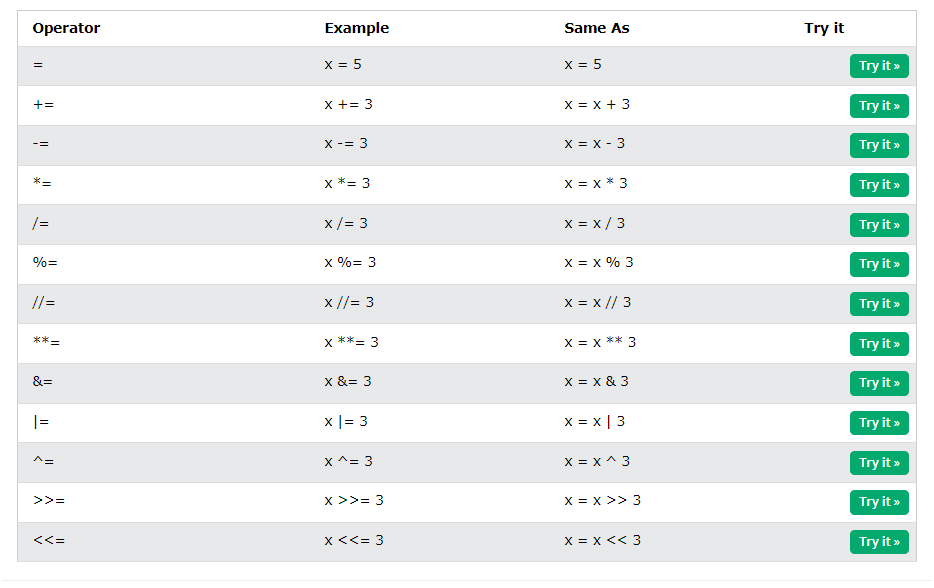 Operator Example Same As Try it
= x = 5 x = 5 Try it »
+= x += 3 x = x + 3 Try it »
-= x -= 3 x = x - 3 Try it »
*= x *= 3 x = x * 3 Try it »
/= x /= 3 x = x / 3 Try it »
%= x %= 3 x = x % 3 Try it »
//= x //= 3 x = x // 3 Try it »
**= x **= 3 x = x ** 3 Try it »
&= x &= 3 x = x & 3 Try it »
|= x |= 3 x = x | 3 Try it »
^= x ^= 3 x = x ^ 3 Try it »
>>= x >>= 3 x = x >> 3 Try it »
<<= x <<= 3 x = x << 3 Try it »